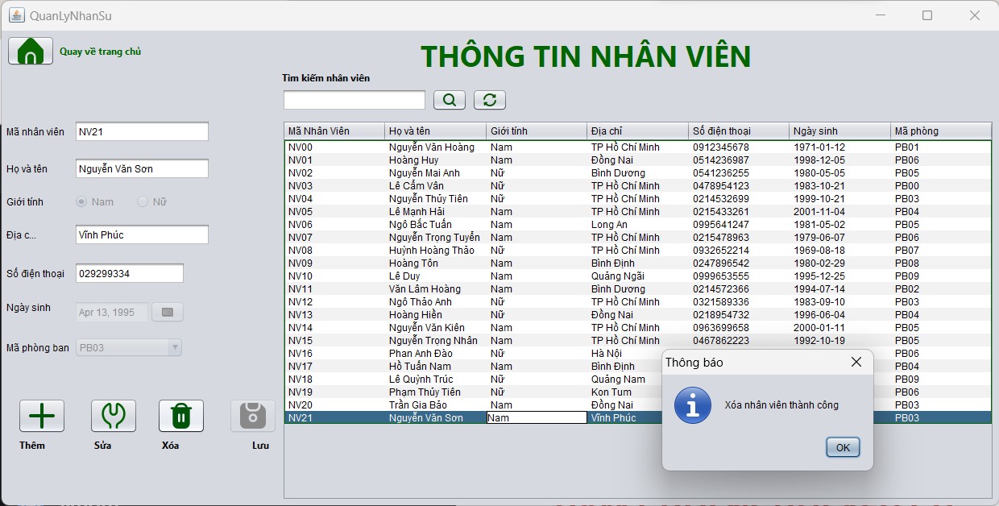 QuanLyNhanSu
Quay về trang chủ
THÔNG TIN NHÂN VIÊN
Tìm kiếm nhân viên
Mã nhân viên NV21
Họ và tên Nguyễn Văn Sơn
Giới tính Nam Nữ
Địa c... Vĩnh Phúc
Số điện thoại 029299334
Ngày sinh Apr 13, 1995
Mã phòng ban PB03
Thêm Sửa Xóa Lưu
Mã Nhân Viên Họ và tên Giới tính Địa chỉ Số điện thoại Ngày sinh Mã phòng
NV00 Nguyễn Văn Hoàng Nam TP Hồ Chí Minh 0912345678 1971-01-12 PB01
NV01 Hoàng Huy Nam Đồng Nai 0514236987 1998-12-05 PB06
NV02 Nguyễn Mai Anh Nữ Bình Dương 0541236255 1980-05-05 PB05
NV03 Lê Cẩm Vân Nữ TP Hồ Chí Minh 0478954123 1983-10-21 PB00
NV04 Nguyễn Thúy Tiên Nữ TP Hồ Chí Minh 0214532699 1999-10-21 PB03
NV05 Lê Mạnh Hải Nam TP Hồ Chí Minh 0215433261 2001-11-04 PB04
NV06 Ngô Bắc Tuấn Nam Long An 0995641247 1981-05-02 PB05
NV07 Nguyễn Trọng Tuyển Nam TP Hồ Chí Minh 0215478963 1979-06-07 PB06
NV08 Huỳnh Hoàng Thảo Nữ TP Hồ Chí Minh 0932652214 1969-08-18 PB07
NV09 Hoàng Tôn Nam Bình Định 0247896542 1980-02-29 PB08
NV10 Lê Duy Nam Quảng Ngãi 0999653555 1995-12-25 PB09
NV11 Văn Lâm Hoàng Nam Bình Dương 0214572366 1994-07-14 PB02
NV12 Ngô Thảo Anh Nữ TP Hồ Chí Minh 0321589336 1983-09-10 PB03
NV13 Hoàng Hiền Nữ Đồng Nai 0218954732 1996-06-04 PB04
NV14 Nguyễn Văn Kiên Nam TP Hồ Chí Minh 0963699658 2000-01-11 PB05
NV15 Nguyễn Trọng Nhân Nam TP Hồ Chí Minh 0467862223 1992-10-19 PB05
NV16 Phan Anh Đào Nữ Hà Nội PB06
NV17 Hồ Tuấn Nam Nam Bình Định PB04
NV18 Lê Quỳnh Trúc Nữ Quảng Nam PB09
NV19 Phạm Thúy Tiên Nữ Kon Tum PB06
NV20 Trần Gia Bảo Nam Đồng Nai PB03
NV21 Nguyễn Văn Sơn Nam Vĩnh Phúc PB03
Thông báo
Xóa nhân viên thành công
OK